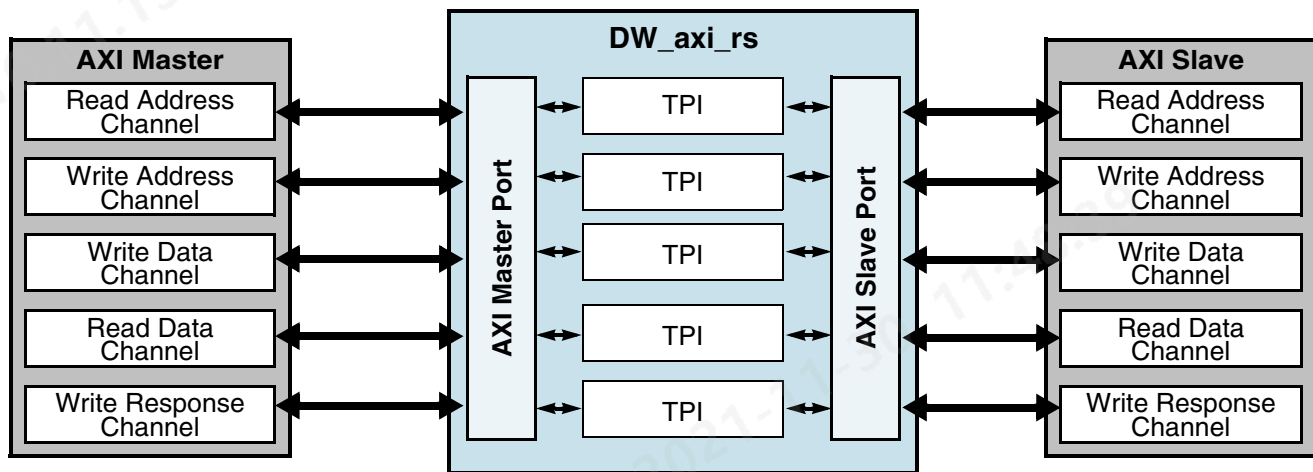 DW_axi_rs
AXI Master
Read Address
Channel
Write Address
Channel
Write Data
Channel
Read Data
Channel
Write Response
Channel
AXI Master Port
TPI
TPI
TPI
TPI
TPI
AXI Slave Port
AXI Slave
Read Address
Channel
Write Address
Channel
Write Data
Channel
Read Data
Channel
Write Response
Channel